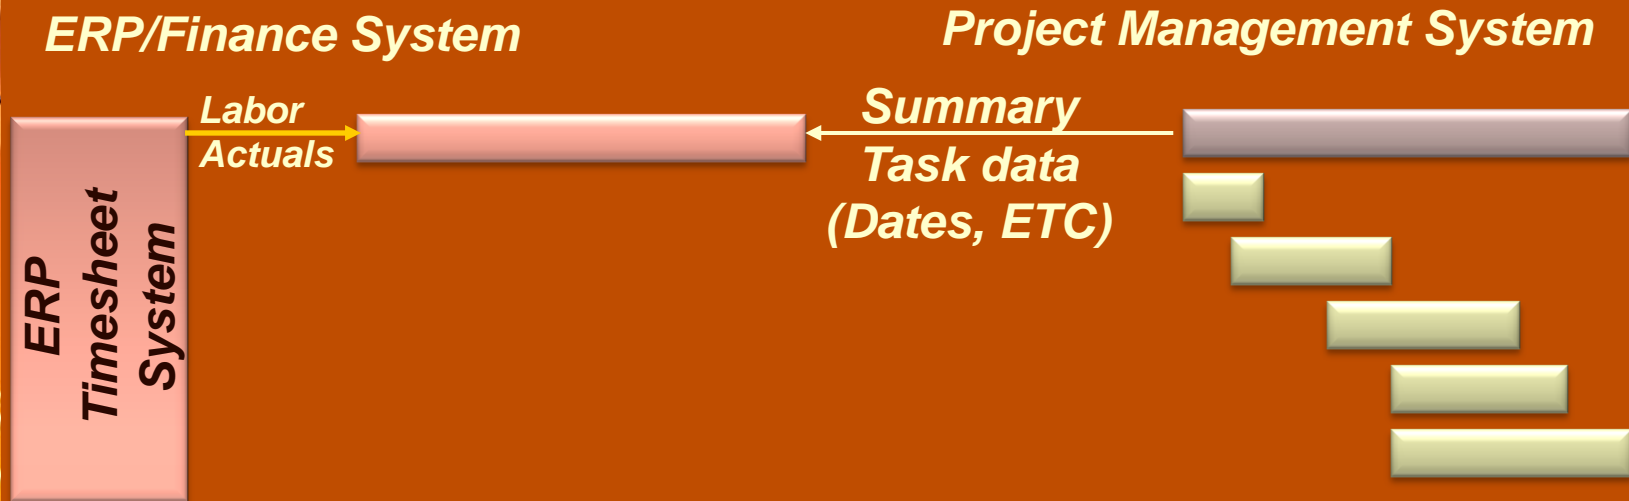 ERP/Finance System
Project Management System
Labor
Actuals
Summary
Task data
(Dates, ETC)
ERP
Timesheet
System